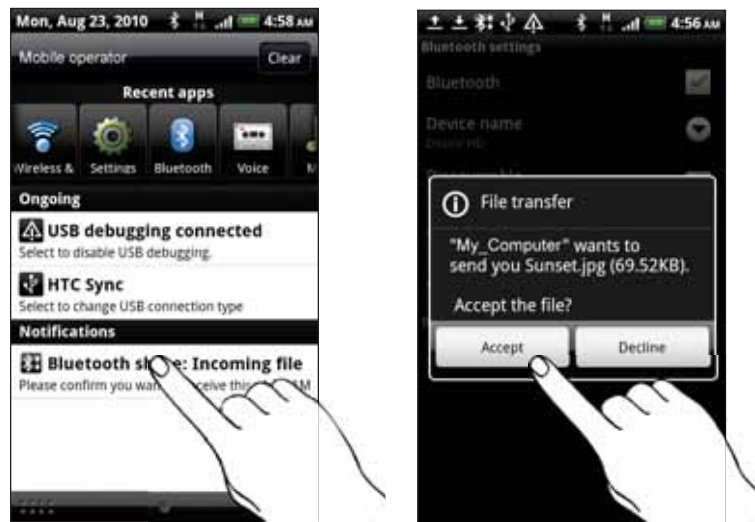 Mon, Aug 23, 2010 4:58 AM
Mobile operator Clear
Recent apps
Wireless & Settings Bluetooth Voice
Ongoing
USB debugging connected
Select to disable USB debugging.
HTC Sync
Select to change USB connection type
Notifications
Bluetooth : Incoming file
Please confirm you this
4:56 AM
Bluetooth settings
Bluetooth
Device name
File transfer
"My_Computer" wants to
send you Sunset.jpg (69.52KB).
Accept the file?
Accept Decline